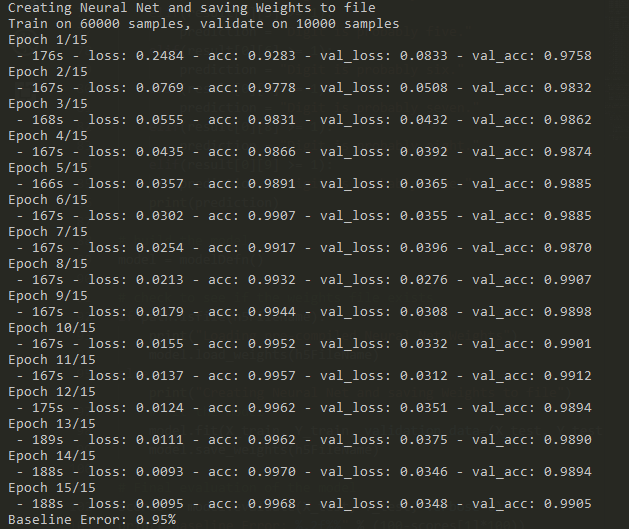 Creating Neural Net and saving Weights to file
Train on 60000 samples, validate on 10000 samples
Epoch 1/15
 - 176s - loss: 0.2484 - acc: 0.9283 - val_loss: 0.0833 - val_acc: 0.9758
Epoch 2/15
 - 167s - loss: 0.0769 - acc: 0.9778 - val_loss: 0.0508 - val_acc: 0.9832
Epoch 3/15
 - 168s - loss: 0.0555 - acc: 0.9831 - val_loss: 0.0432 - val_acc: 0.9862
Epoch 4/15
 - 167s - loss: 0.0435 - acc: 0.9866 - val_loss: 0.0392 - val_acc: 0.9874
Epoch 5/15
 - 166s - loss: 0.0357 - acc: 0.9891 - val_loss: 0.0365 - val_acc: 0.9885
Epoch 6/15
 - 167s - loss: 0.0302 - acc: 0.9907 - val_loss: 0.0355 - val_acc: 0.9885
Epoch 7/15
 - 167s - loss: 0.0254 - acc: 0.9917 - val_loss: 0.0396 - val_acc: 0.9870
Epoch 8/15
 - 167s - loss: 0.0213 - acc: 0.9932 - val_loss: 0.0276 - val_acc: 0.9907
Epoch 9/15
 - 167s - loss: 0.0179 - acc: 0.9944 - val_loss: 0.0308 - val_acc: 0.9898
Epoch 10/15
 - 167s - loss: 0.0155 - acc: 0.9952 - val_loss: 0.0332 - val_acc: 0.9901
Epoch 11/15
 - 167s - loss: 0.0137 - acc: 0.9957 - val_loss: 0.0312 - val_acc: 0.9912
Epoch 12/15
 - 175s - loss: 0.0124 - acc: 0.9962 - val_loss: 0.0351 - val_acc: 0.9894
Epoch 13/15
 - 189s - loss: 0.0111 - acc: 0.9962 - val_loss: 0.0375 - val_acc: 0.9890
Epoch 14/15
 - 188s - loss: 0.0093 - acc: 0.9970 - val_loss: 0.0346 - val_acc: 0.9894
Epoch 15/15
 - 188s - loss: 0.0095 - acc: 0.9968 - val_loss: 0.0348 - val_acc: 0.9905
Baseline Error: 0.95%